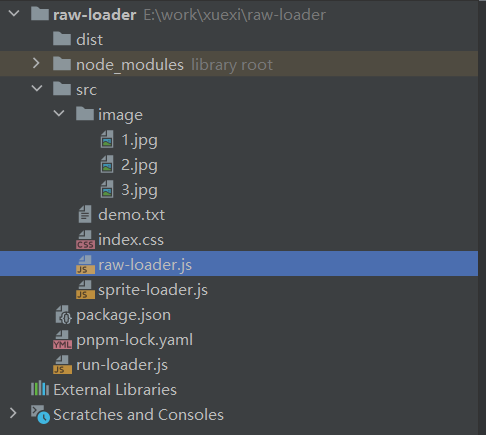 raw-loader E:\work\xuexi\raw-loader
dist
node_modules library root
src
image
1.jpg
2.jpg
3.jpg
demo.txt
CSS index.css
JS raw-loader.js
JS sprite-loader.js
package.json
YML pnpm-lock.yaml
JS run-loader.js
External Libraries
Scratches and Consoles